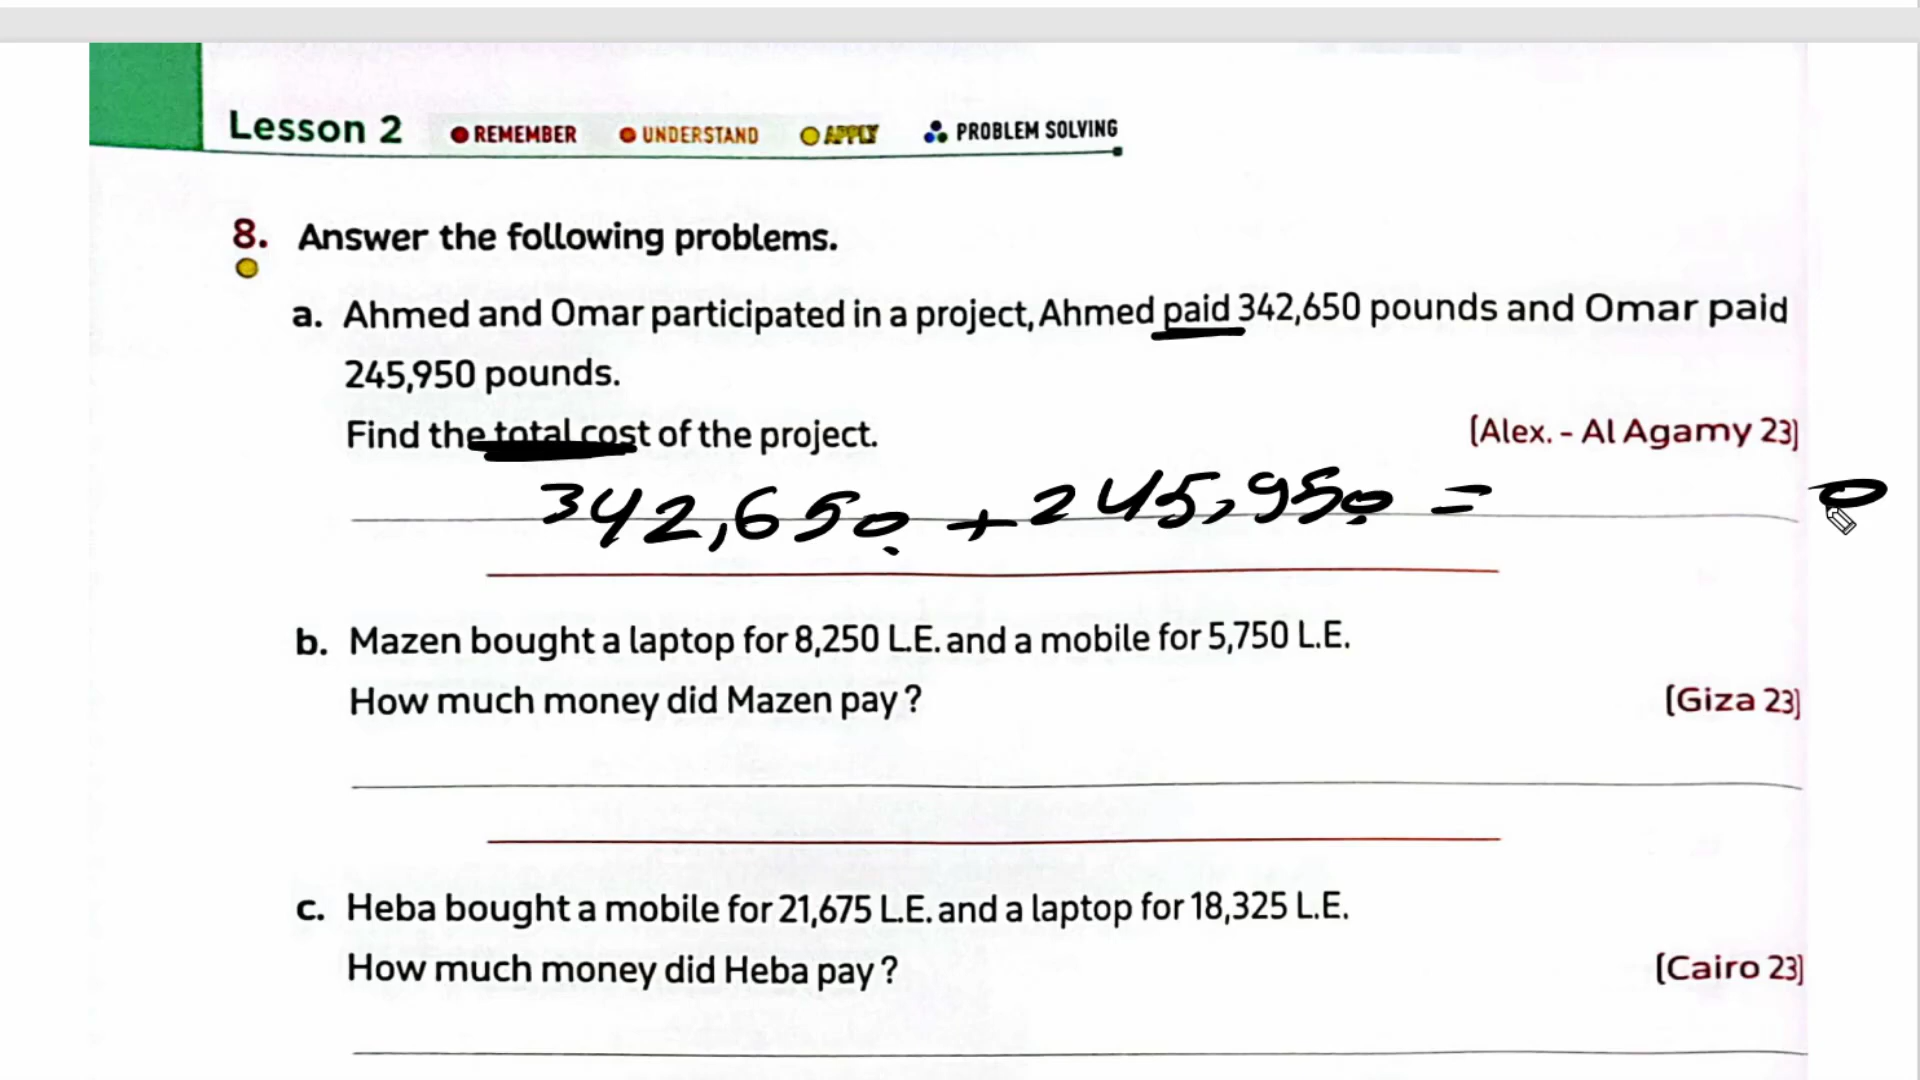 Lesson 2 REMEMBER UNDERSTAND APPLY PROBLEM SOLVING
8. Answer the following problems.
a. Ahmed and Omar participated in a project, Ahmed paid 342,650 pounds and Omar paid
245,950 pounds.
Find the total cost of the project. [Alex. - Al Agamy 23]
342,650 + 245,950 = 0
b. Mazen bought a laptop for 8,250 L.E. and a mobile for 5,750 L.E.
How much money did Mazen pay? [Giza 23]
c. Heba bought a mobile for 21,675 L.E. and a laptop for 18,325 L.E.
How much money did Heba pay? [Cairo 23]